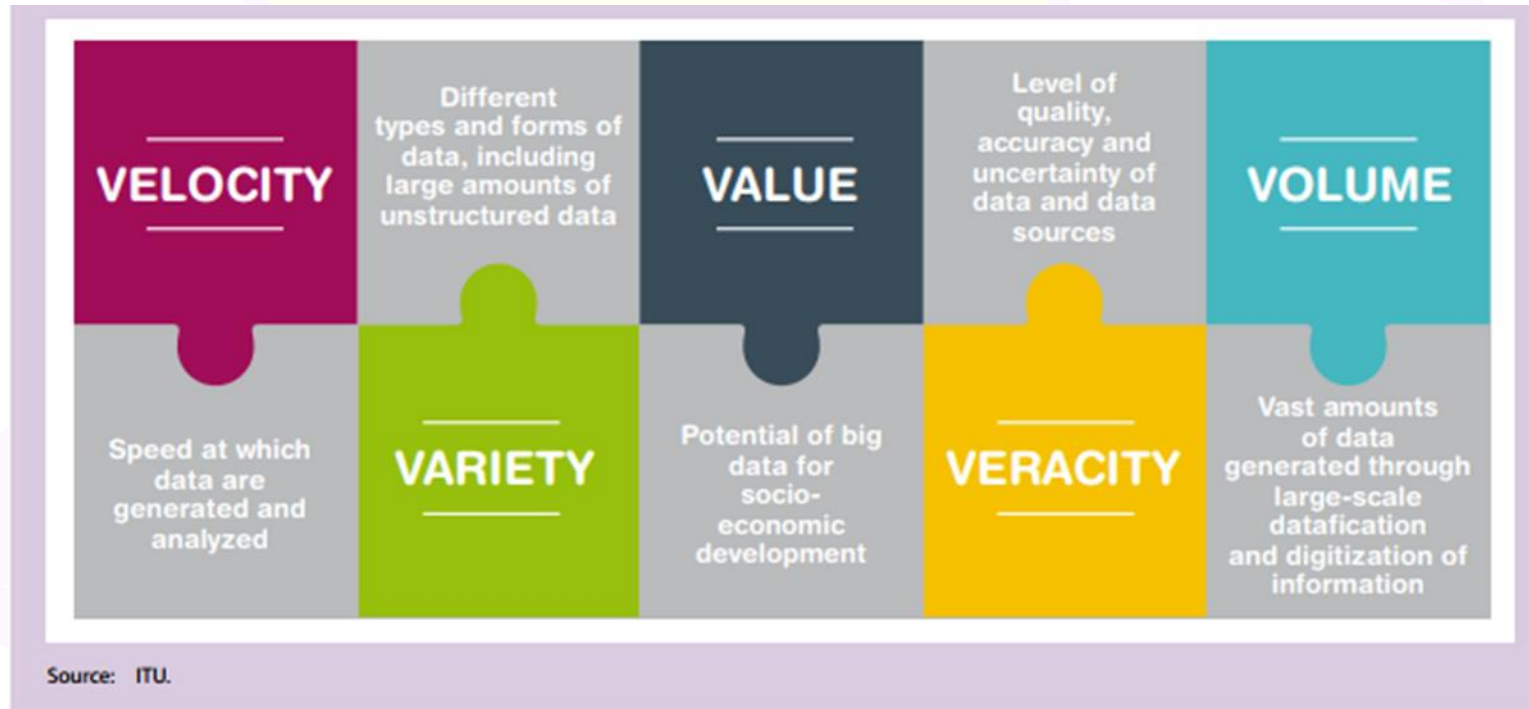 VELOCITY
Different
types and forms of
data, including
large amounts of
unstructured data
VALUE
Level of
quality,
accuracy and
uncertainty of
data and data
sources
VOLUME
Speed at which
data are
generated and
analyzed
VARIETY
Potential of big
data for
socio-
economic
development
VERACITY
Vast amounts
of data
generated through
large-scale
datafication
and digitization of
information
Source: ITU.